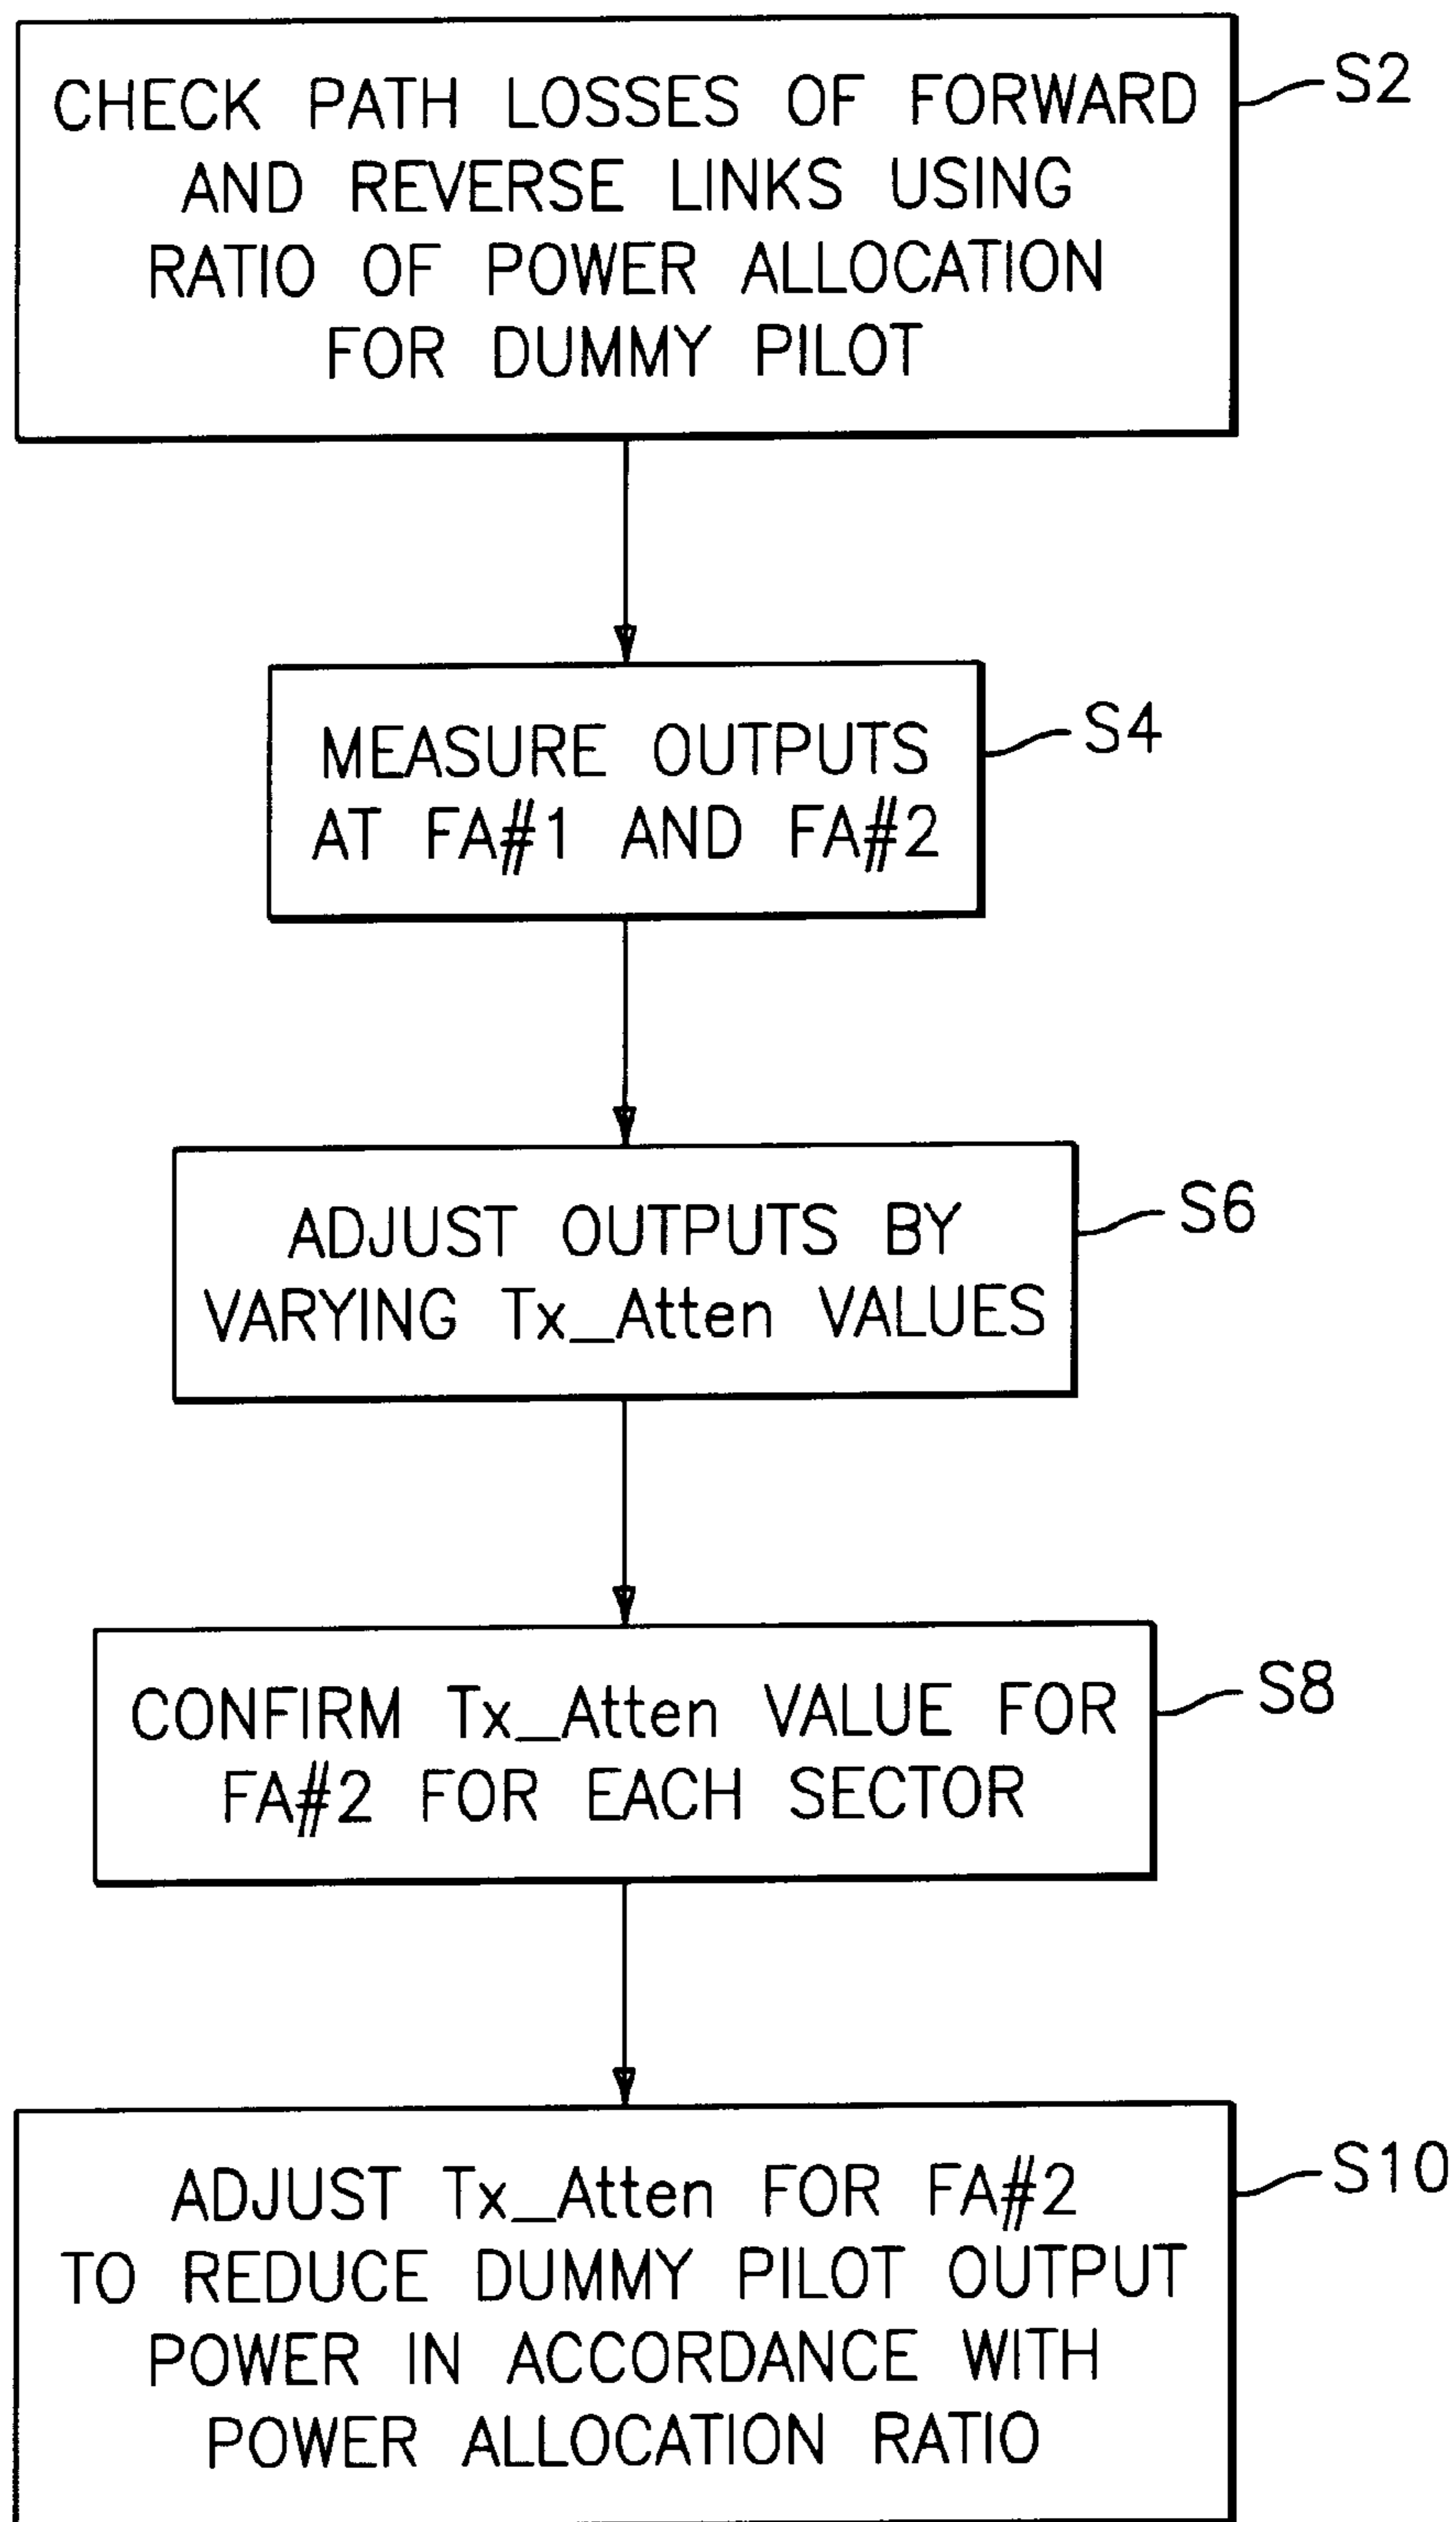 CHECK PATH LOSSES OF FORWARD
AND REVERSE LINKS USING
RATIO OF POWER ALLOCATION
FOR DUMMY PILOT
S2
MEASURE OUTPUTS
AT FA#1 AND FA#2
S4
ADJUST OUTPUTS BY
VARYING Tx_Atten VALUES
S6
CONFIRM Tx_Atten VALUE FOR
FA#2 FOR EACH SECTOR
S8
ADJUST Tx_Atten FOR FA#2
TO REDUCE DUMMY PILOT OUTPUT
POWER IN ACCORDANCE WITH
POWER ALLOCATION RATIO
S10